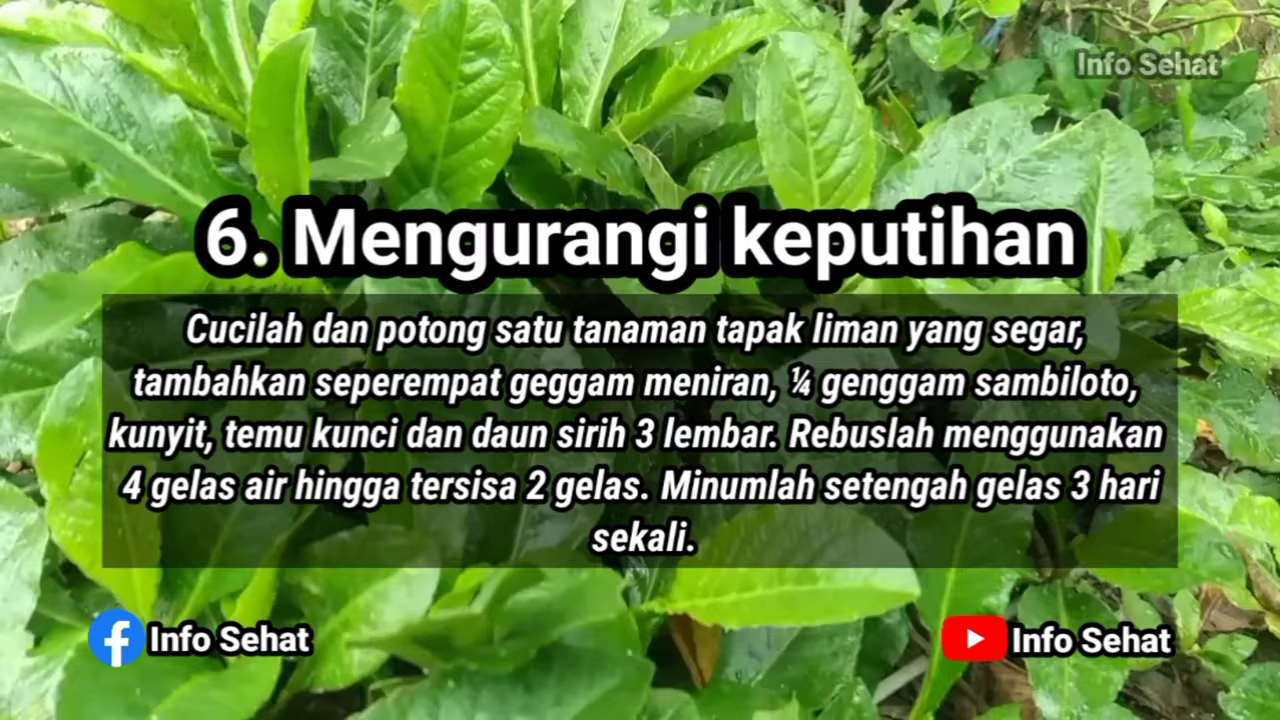 Info Sehat
6. Mengurangi keputihan
Cucilah dan potong satu tanaman tapak liman yang segar,
tambahkan seperempat geggam meniran, ¼ genggam sambiloto,
kunyit, temu kunci dan daun sirih 3 lembar. Rebuslah menggunakan
4 gelas air hingga tersisa 2 gelas. Minumlah setengah gelas 3 hari
sekali.
Info Sehat
Info Sehat